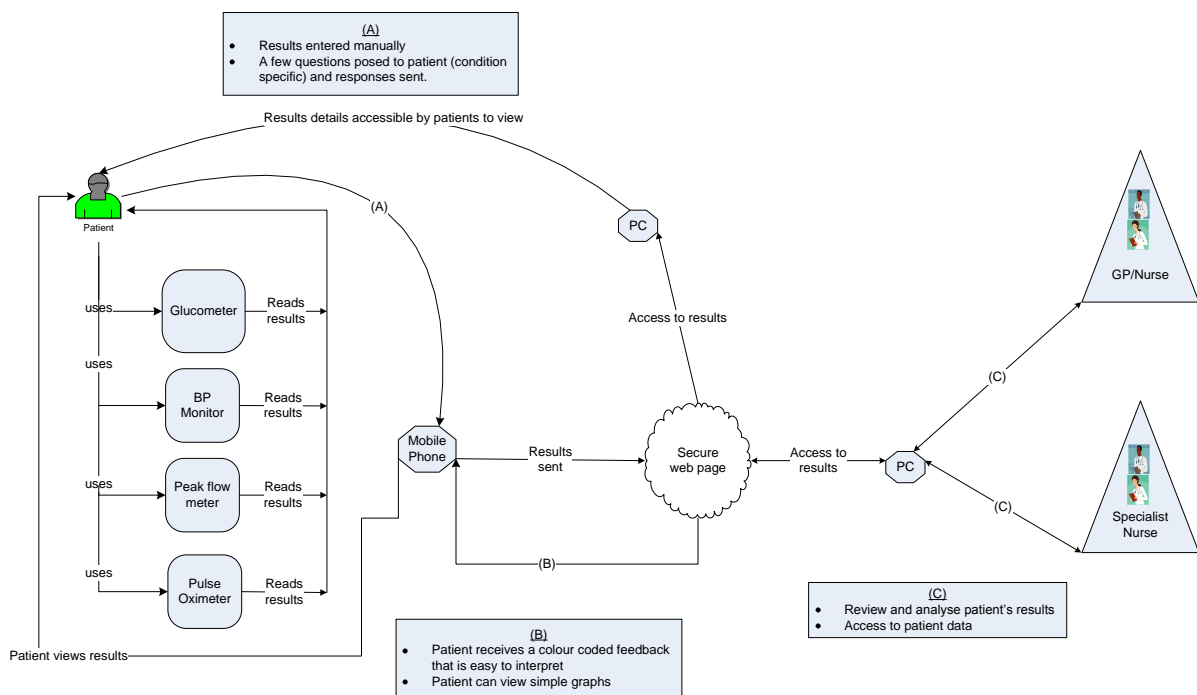 (A)
• Results entered manually
• A few questions posed to patient (condition
specific) and responses sent.
Results details accessible by patients to view
(A)
Patient
PC
GP/Nurse
uses
Glucometer
Reads
results
Access to results
uses
BP
Monitor
Reads
results
(C)
Mobile
Phone
Results
sent
Secure
web page
Access to
results
PC
uses
Peak flow
meter
Reads
results
(C)
Specialist
Nurse
uses
Pulse
Oximeter
Reads
results
(B)
Patient views results
(B)
• Patient receives a colour coded feedback
that is easy to interpret
• Patient can view simple graphs
(C)
• Review and analyse patient’s results
• Access to patient data